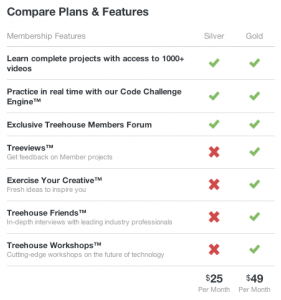 Compare Plans & Features
Membership Features Silver Gold
Learn complete projects with access to 1000+
videos
Practice in real time with our Code Challenge
Engine™
Exclusive Treehouse Members Forum
Treeviews™
Get feedback on Member projects
Exercise Your Creative™
Fresh ideas to inspire you
Treehouse Friends™
In-depth interviews with leading industry professionals
Treehouse Workshops™
Cutting-edge workshops on the future of technology
$25 $49
Per Month Per Month